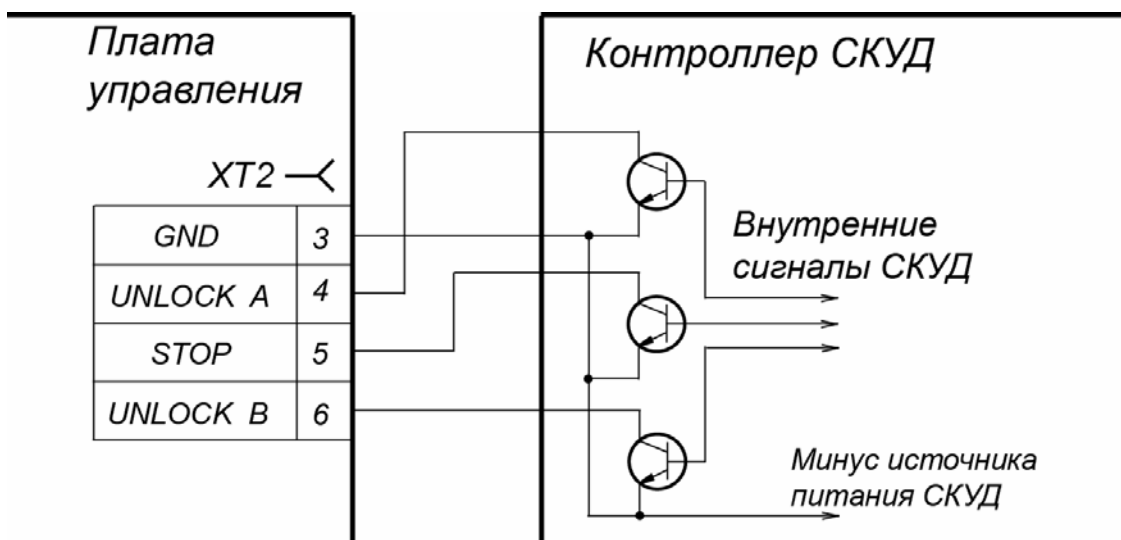 Плата
управления
Контроллер СКУД
XT2
GND 3
UNLOCK A 4
STOP 5
UNLOCK B 6
Внутренние
сигналы СКУД
Минус источника
питания СКУД